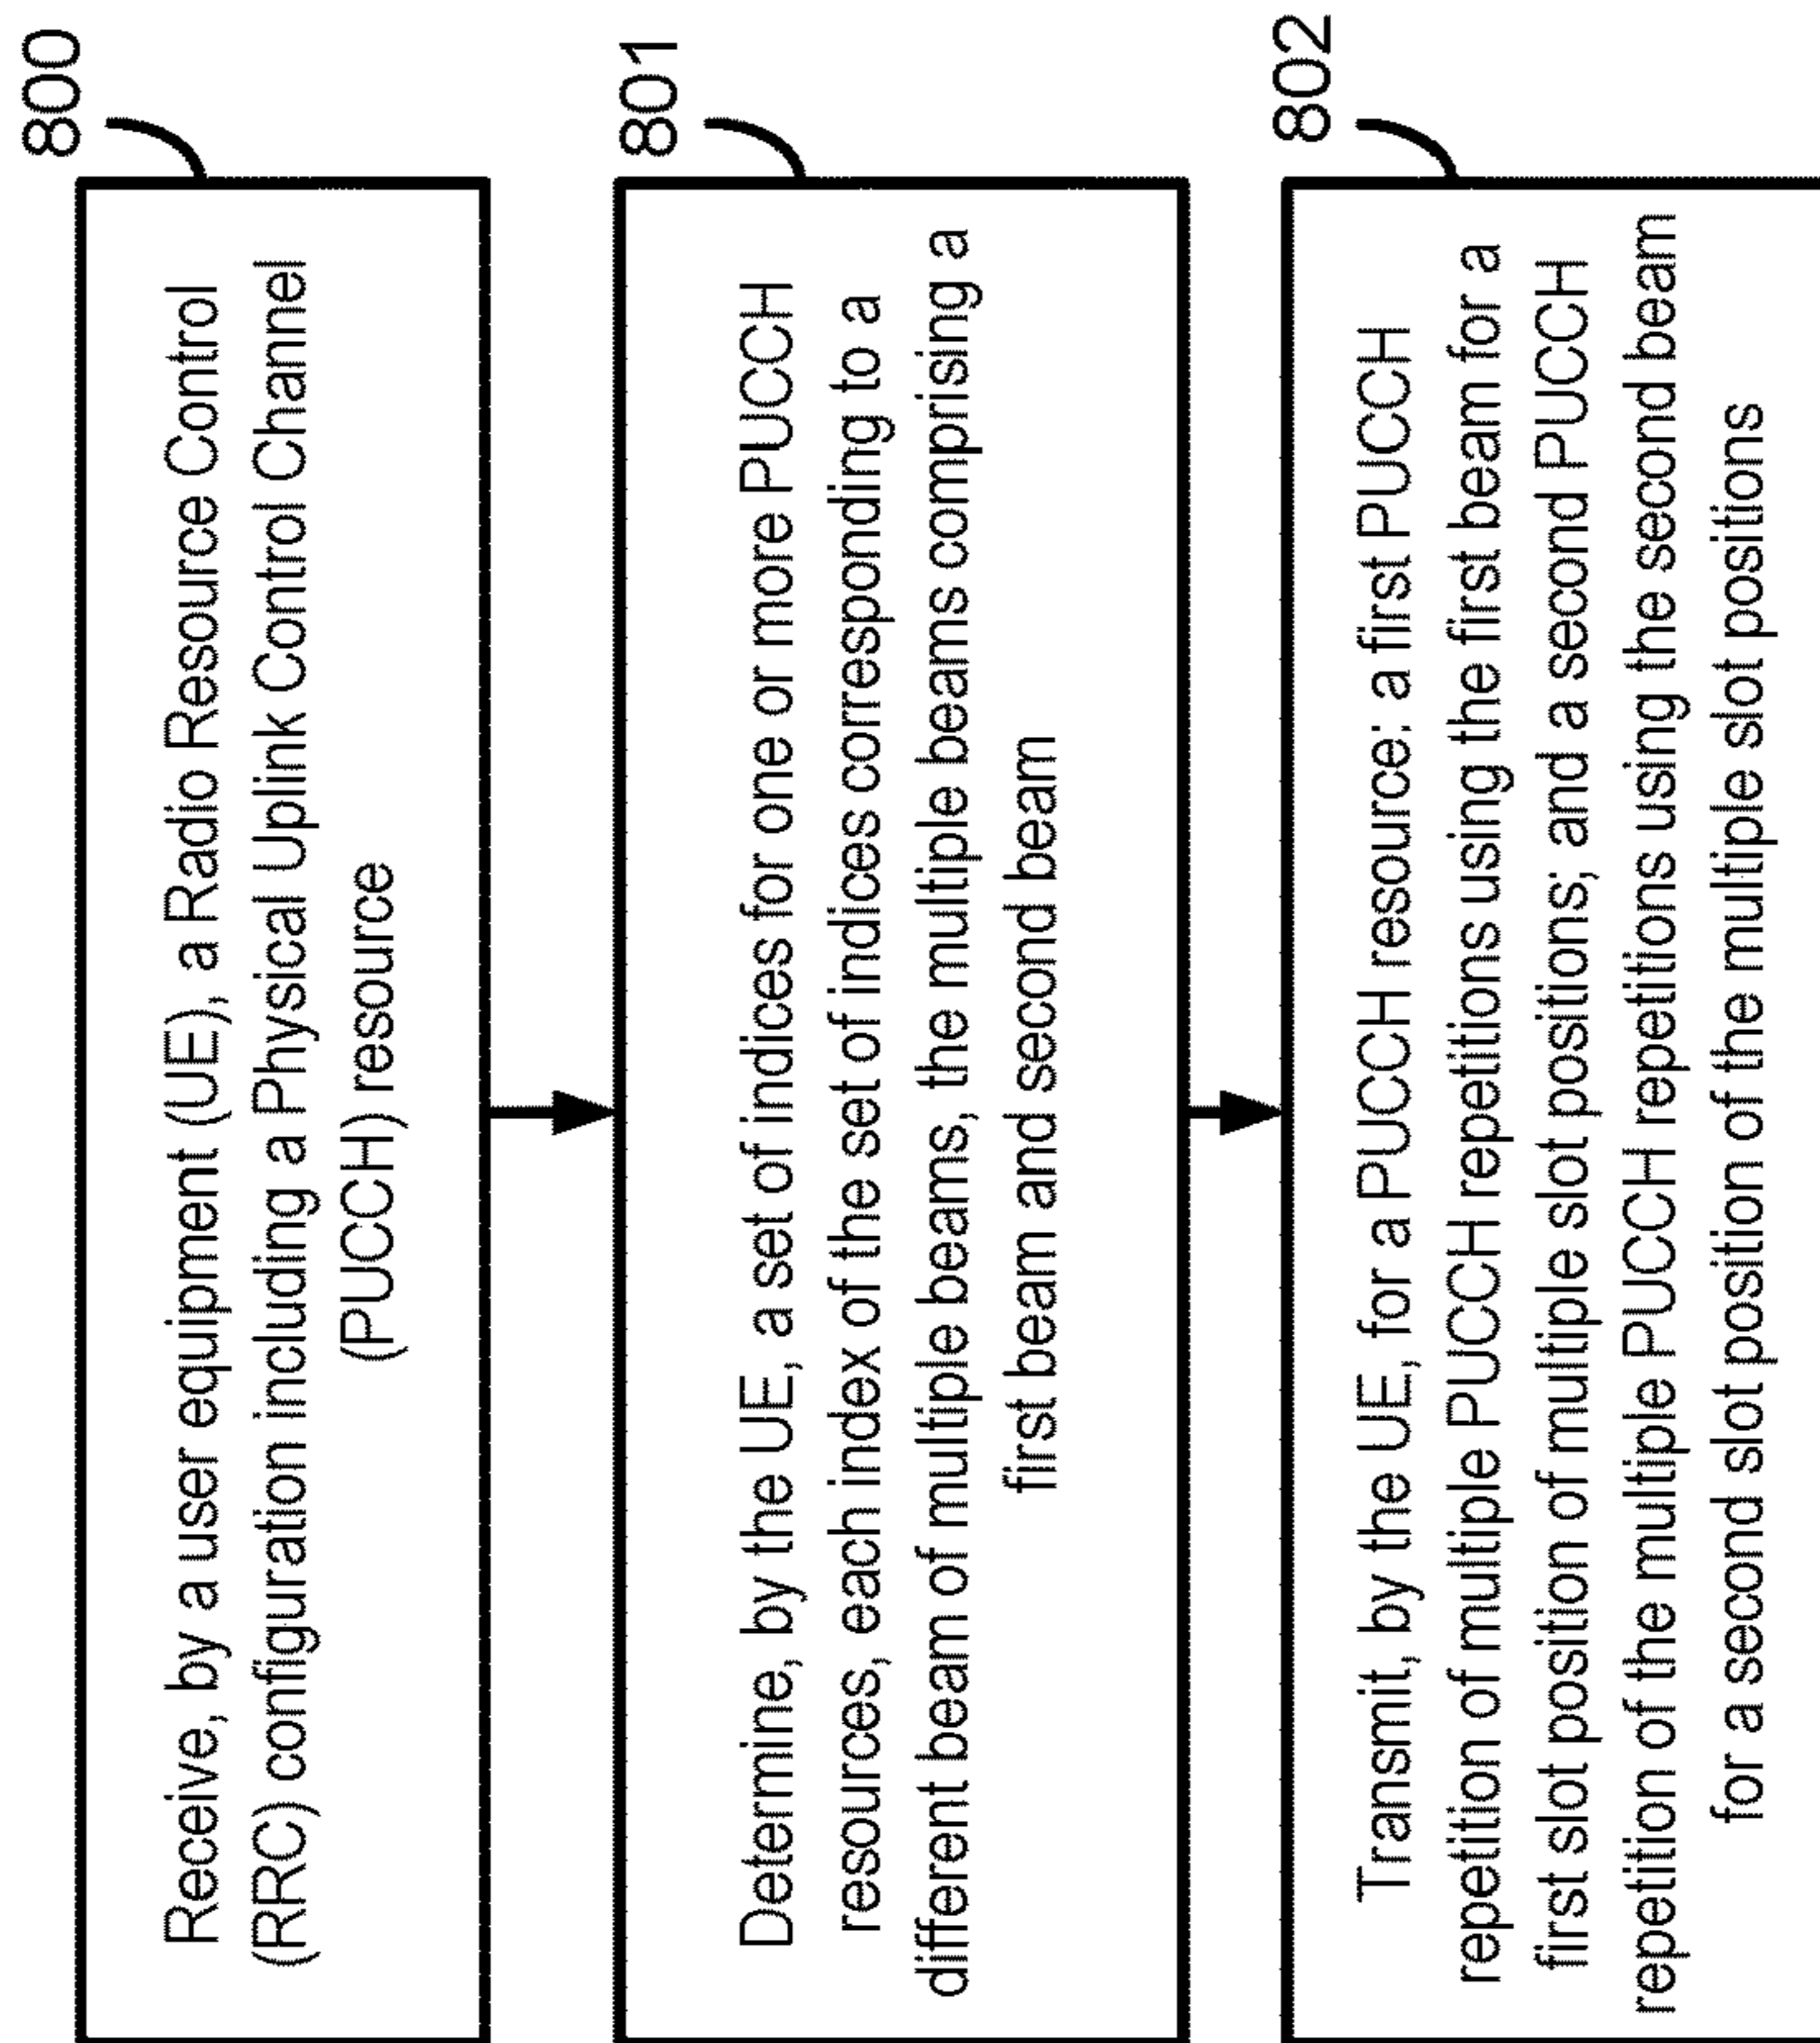 800
Receive, by a user equipment (UE), a Radio Resource Control
(RRC) configuration including a Physical Uplink Control Channel
(PUCCH) resource
801
Determine, by the UE, a set of indices for one or more PUCCH
resources, each index of the set of indices corresponding to a
different beam of multiple beams, the multiple beams comprising a
first beam and second beam
802
Transmit, by the UE, for a PUCCH resource: a first PUCCH
repetition of multiple PUCCH repetitions using the first beam for a
first slot position of multiple slot positions; and a second PUCCH
repetition of the multiple PUCCH repetitions using the second beam
for a second slot position of the multiple slot positions